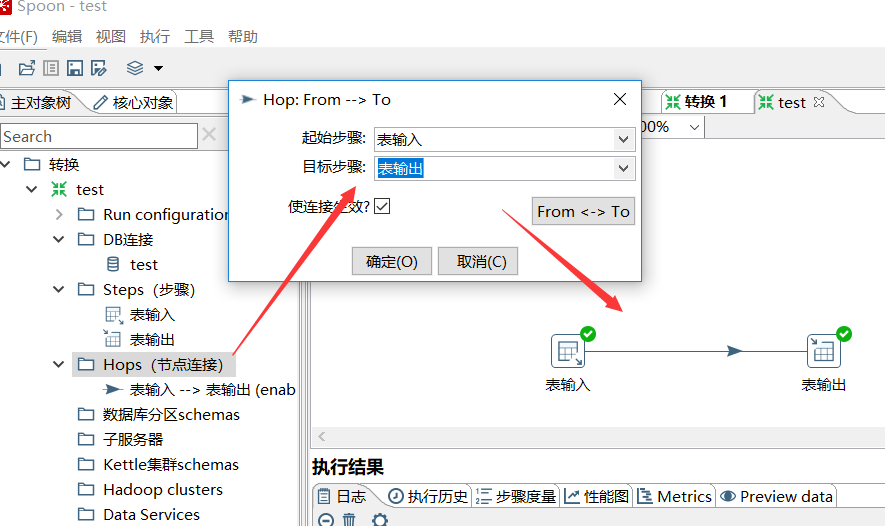 Spoon - test
文件(F) 编辑 视图 执行 工具 帮助
主对象树 核心对象
Search
转换
test
Run configuration
DB连接
test
Steps（步骤）
表输入
表输出
Hops（节点连接）
表输入 --> 表输出 (enab
数据库分区schemas
子服务器
Kettle集群schemas
Hadoop clusters
Data Services
Hop: From --> To
起始步骤: 表输入
目标步骤: 表输出
使连接生效?
From <-> To
确定(O) 取消(C)
转换 1 test
00%
表输入 表输出
执行结果
日志 执行历史 步骤度量 性能图 Metrics Preview data